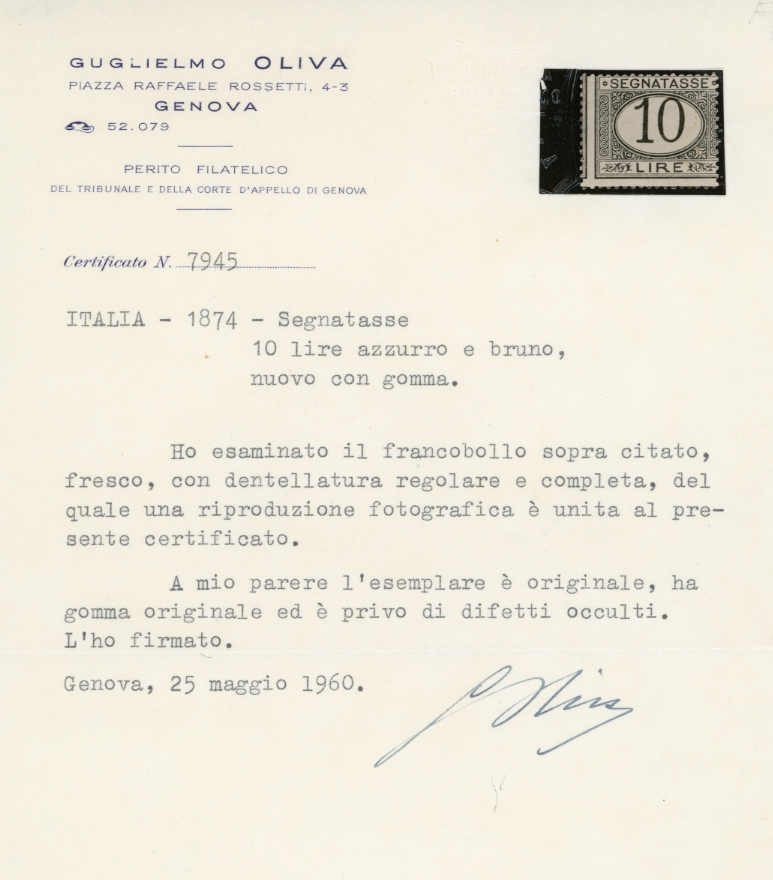 GUGLIELMO OLIVA
PIAZZA RAFFAELE ROSSETTI, 4-3
GENOVA
52.079
PERITO FILATELICO
DEL TRIBUNALE E DELLA CORTE D'APPELLO DI GENOVA
SEGNATASSE
10
LIRE
Certificato N. 7945
ITALIA - 1874 - Segnatasse
10 lire azzurro e bruno,
nuovo con gomma.
Ho esaminato il francobollo sopra citato,
fresco, con dentellatura regolare e completa, del
quale una riproduzione fotografica è unita al pre-
sente certificato.
A mio parere l'esemplare è originale, ha
gomma originale ed è privo di difetti occulti.
L'ho firmato.
Genova, 25 maggio 1960.